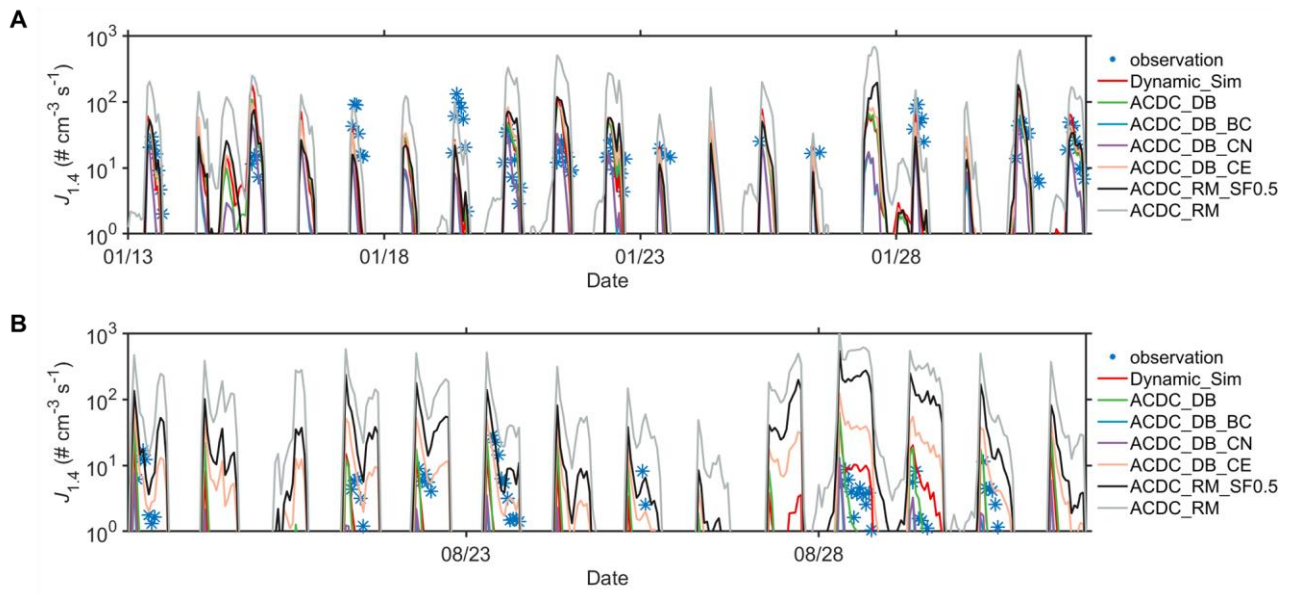 A
10³
10²
10¹
10⁰
J₁.₄ (# cm⁻³ s⁻¹)
01/13
01/18
01/23
01/28
Date
observation
Dynamic_Sim
ACDC_DB
ACDC_DB_BC
ACDC_DB_CN
ACDC_DB_CE
ACDC_RM_SF0.5
ACDC_RM
B
10³
10²
10¹
10⁰
J₁.₄ (# cm⁻³ s⁻¹)
08/23
08/28
Date
observation
Dynamic_Sim
ACDC_DB
ACDC_DB_BC
ACDC_DB_CN
ACDC_DB_CE
ACDC_RM_SF0.5
ACDC_RM